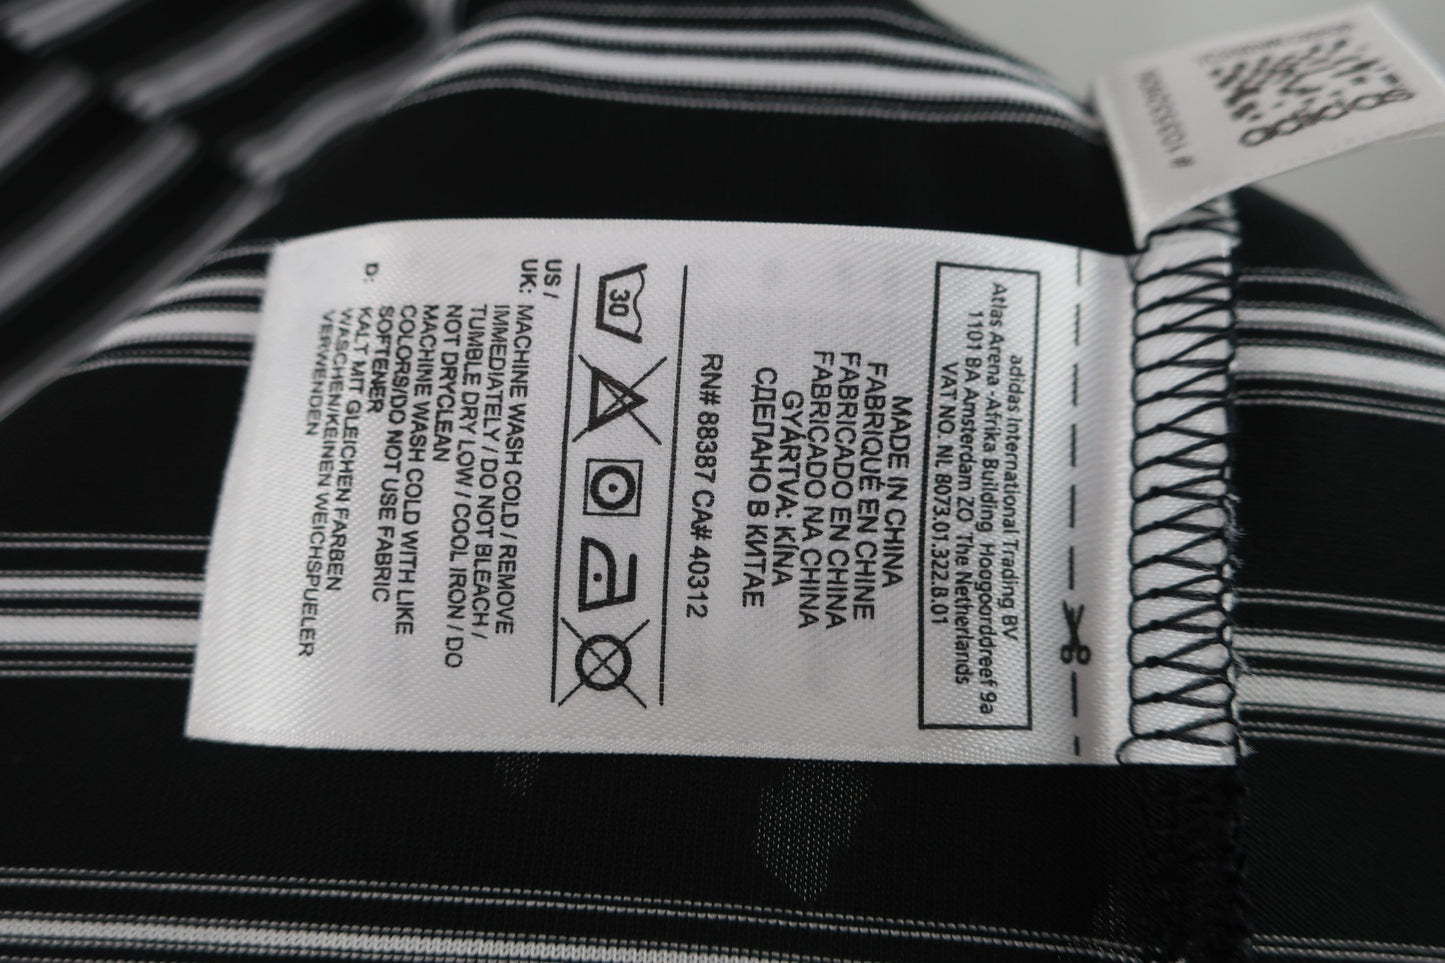 adidas International Trading BV
Atlas Arena -Afrika Building Hoogoorddreef 9a
1101 BA Amsterdam ZO The Netherlands
VAT NO. NL 8073.01.322.B.01
MADE IN CHINA
FABRIQUÉ EN CHINE
FABRICADO EN CHINA
FABRICADO NA CHINA
GYÁRTVA: KÍNA
СДЕЛАНО В КИТАЕ
RN# 88387 CA# 40312
30
US /
UK: MACHINE WASH COLD / REMOVE
IMMEDIATELY / DO NOT BLEACH /
TUMBLE DRY LOW / COOL IRON / DO
NOT DRYCLEAN
MACHINE WASH COLD WITH LIKE
COLORS/DO NOT USE FABRIC
SOFTENER
D: KALT MIT GLEICHEN FARBEN
WASCHEN/KEINEN WEICHSPUELER
VERWENDEN